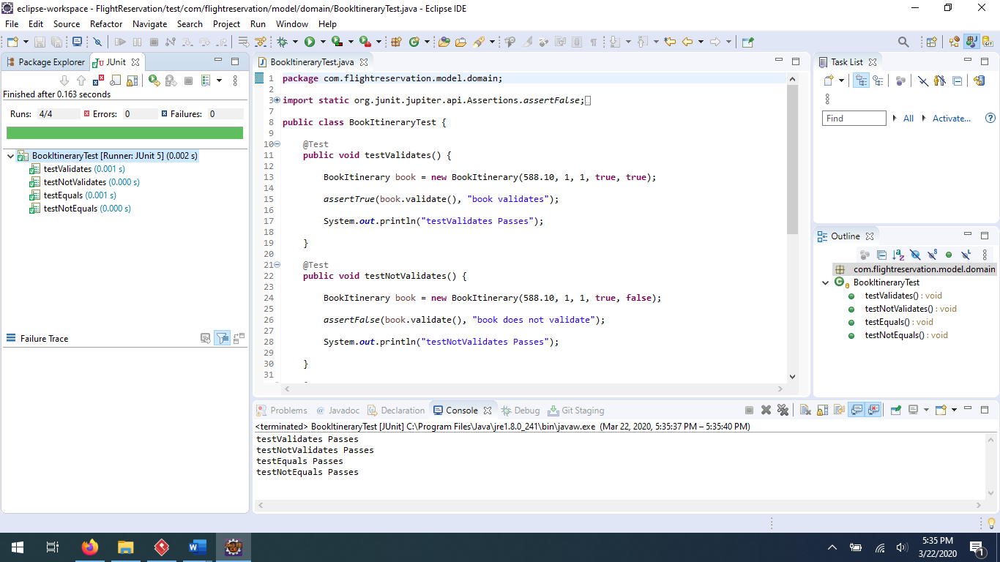 eclipse-workspace - FlightReservation/test/com/flightreservation/model/domain/BookItineraryTest.java - Eclipse IDE
File Edit Source Refactor Navigate Search Project Run Window Help
Package Explorer JUnit
Finished after 0.163 seconds
Runs: 4/4 Errors: 0 Failures: 0
BookItineraryTest [Runner: JUnit 5] (0.002 s)
testValidates (0.001 s)
testNotValidates (0.000 s)
testEquals (0.001 s)
testNotEquals (0.000 s)
Failure Trace
BookItineraryTest.java
1 package com.flightreservation.model.domain;
2
3 import static org.junit.jupiter.api.Assertions.assertFalse;
7
8 public class BookItineraryTest {
9
10 @Test
11 public void testValidates() {
12
13 BookItinerary book = new BookItinerary(588.10, 1, 1, true, true);
14
15 assertTrue(book.validate(), "book validates");
16
17 System.out.println("testValidates Passes");
18
19 }
20
21 @Test
22 public void testNotValidates() {
23
24 BookItinerary book = new BookItinerary(588.10, 1, 1, true, false);
25
26 assertFalse(book.validate(), "book does not validate");
27
28 System.out.println("testNotValidates Passes");
29
30 }
31
Task List
Find All Activate...
Outline
com.flightreservation.model.domain
BookItineraryTest
testValidates() : void
testNotValidates() : void
testEquals() : void
testNotEquals() : void
Problems Javadoc Declaration Console Debug Git Staging
<terminated> BookItineraryTest [JUnit] C:\Program Files\Java\jre1.8.0_241\bin\javaw.exe (Mar 22, 2020, 5:35:37 PM – 5:35:40 PM)
testValidates Passes
testNotValidates Passes
testEquals Passes
testNotEquals Passes
5:35 PM
3/22/2020